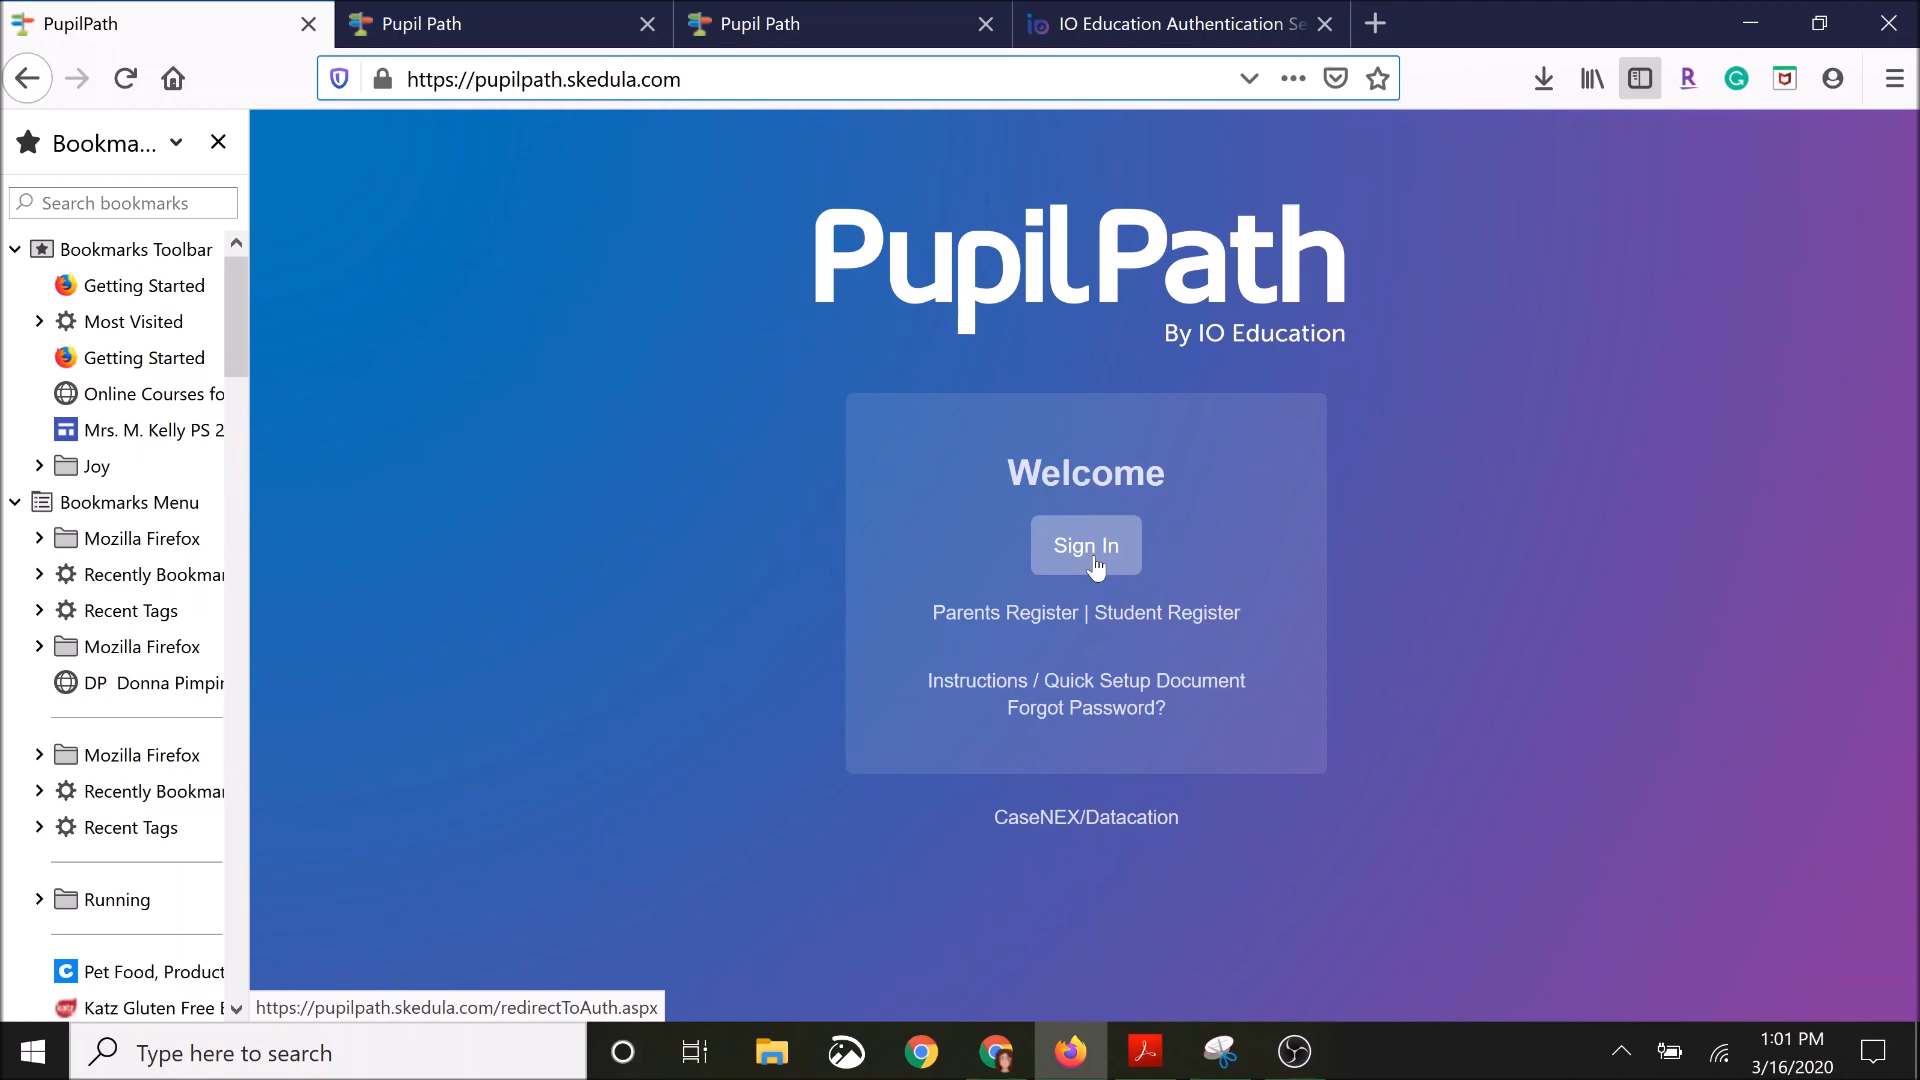 PupilPath
Pupil Path
Pupil Path
IO Education Authentication Se
https://pupilpath.skedula.com
Bookma...
Search bookmarks
Bookmarks Toolbar
Getting Started
Most Visited
Getting Started
Online Courses fo
Mrs. M. Kelly PS 2
Joy
Bookmarks Menu
Mozilla Firefox
Recently Bookma
Recent Tags
Mozilla Firefox
DP Donna Pimpi
Mozilla Firefox
Recently Bookma
Recent Tags
Running
Pet Food, Product
Katz Gluten Free
PupilPath
By IO Education
Welcome
Sign In
Parents Register | Student Register
Instructions / Quick Setup Document
Forgot Password?
CaseNEX/Datacation
https://pupilpath.skedula.com/redirectToAuth.aspx
Type here to search
1:01 PM
3/16/2020